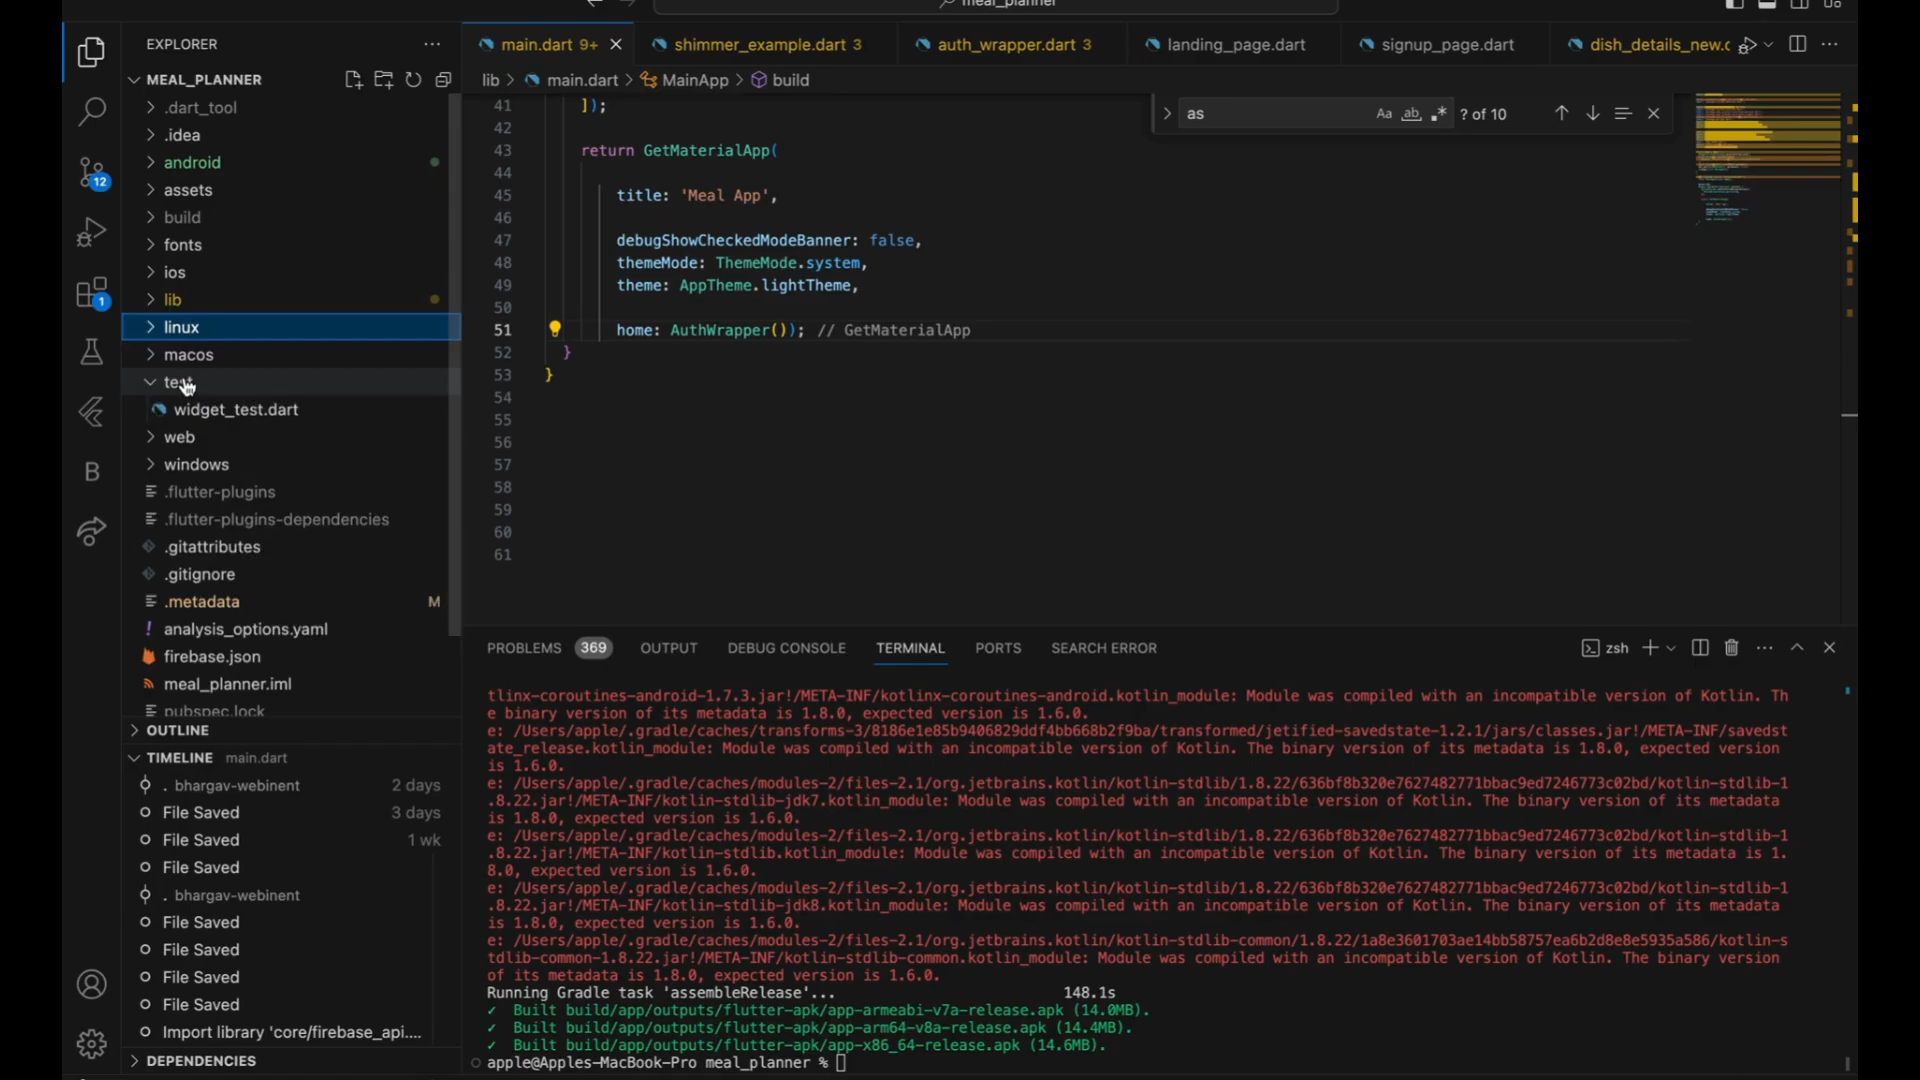 meal_planner
EXPLORER
MEAL_PLANNER
.dart_tool
.idea
android
assets
build
fonts
ios
lib
linux
macos
test
widget_test.dart
web
windows
.flutter-plugins
.flutter-plugins-dependencies
.gitattributes
.gitignore
.metadata M
analysis_options.yaml
firebase.json
meal_planner.iml
pubspec.lock
OUTLINE
TIMELINE main.dart
. bhargav-webinent 2 days
File Saved 3 days
File Saved 1 wk
File Saved
. bhargav-webinent
File Saved
File Saved
File Saved
File Saved
Import library 'core/firebase_api....
DEPENDENCIES
12
1
B
main.dart 9+ shimmer_example.dart 3 auth_wrapper.dart 3 landing_page.dart signup_page.dart dish_details_new.c
lib > main.dart > MainApp > build
as Aa ab ? of 10
41 ]);
42
43 return GetMaterialApp(
44
45 title: 'Meal App',
46
47 debugShowCheckedModeBanner: false,
48 themeMode: ThemeMode.system,
49 theme: AppTheme.lightTheme,
50
51 home: AuthWrapper()); // GetMaterialApp
52 }
53 }
54
55
56
57
58
59
60
61
PROBLEMS 369 OUTPUT DEBUG CONSOLE TERMINAL PORTS SEARCH ERROR zsh
tlinx-coroutines-android-1.7.3.jar!/META-INF/kotlinx-coroutines-android.kotlin_module: Module was compiled with an incompatible version of Kotlin. Th
e binary version of its metadata is 1.8.0, expected version is 1.6.0.
e: /Users/apple/.gradle/caches/transforms-3/8186e1e85b9406829ddf4bb668b2f9ba/transformed/jetified-savedstate-1.2.1/jars/classes.jar!/META-INF/savedst
ate_release.kotlin_module: Module was compiled with an incompatible version of Kotlin. The binary version of its metadata is 1.8.0, expected version
is 1.6.0.
e: /Users/apple/.gradle/caches/modules-2/files-2.1/org.jetbrains.kotlin/kotlin-stdlib/1.8.22/636bf8b320e7627482771bbac9ed7246773c02bd/kotlin-stdlib-1
.8.22.jar!/META-INF/kotlin-stdlib-jdk7.kotlin_module: Module was compiled with an incompatible version of Kotlin. The binary version of its metadata
is 1.8.0, expected version is 1.6.0.
e: /Users/apple/.gradle/caches/modules-2/files-2.1/org.jetbrains.kotlin/kotlin-stdlib/1.8.22/636bf8b320e7627482771bbac9ed7246773c02bd/kotlin-stdlib-1
.8.22.jar!/META-INF/kotlin-stdlib.kotlin_module: Module was compiled with an incompatible version of Kotlin. The binary version of its metadata is 1.
8.0, expected version is 1.6.0.
e: /Users/apple/.gradle/caches/modules-2/files-2.1/org.jetbrains.kotlin/kotlin-stdlib/1.8.22/636bf8b320e7627482771bbac9ed7246773c02bd/kotlin-stdlib-1
.8.22.jar!/META-INF/kotlin-stdlib-jdk8.kotlin_module: Module was compiled with an incompatible version of Kotlin. The binary version of its metadata
is 1.8.0, expected version is 1.6.0.
e: /Users/apple/.gradle/caches/modules-2/files-2.1/org.jetbrains.kotlin/kotlin-stdlib-common/1.8.22/1a8e3601703ae14bb58757ea6b2d8e8e5935a586/kotlin-s
tdlib-common-1.8.22.jar!/META-INF/kotlin-stdlib-common.kotlin_module: Module was compiled with an incompatible version of Kotlin. The binary version
of its metadata is 1.8.0, expected version is 1.6.0.
Running Gradle task 'assembleRelease'... 148.1s
✓ Built build/app/outputs/flutter-apk/app-armeabi-v7a-release.apk (14.0MB).
✓ Built build/app/outputs/flutter-apk/app-arm64-v8a-release.apk (14.4MB).
✓ Built build/app/outputs/flutter-apk/app-x86_64-release.apk (14.6MB).
apple@Apples-MacBook-Pro meal_planner %